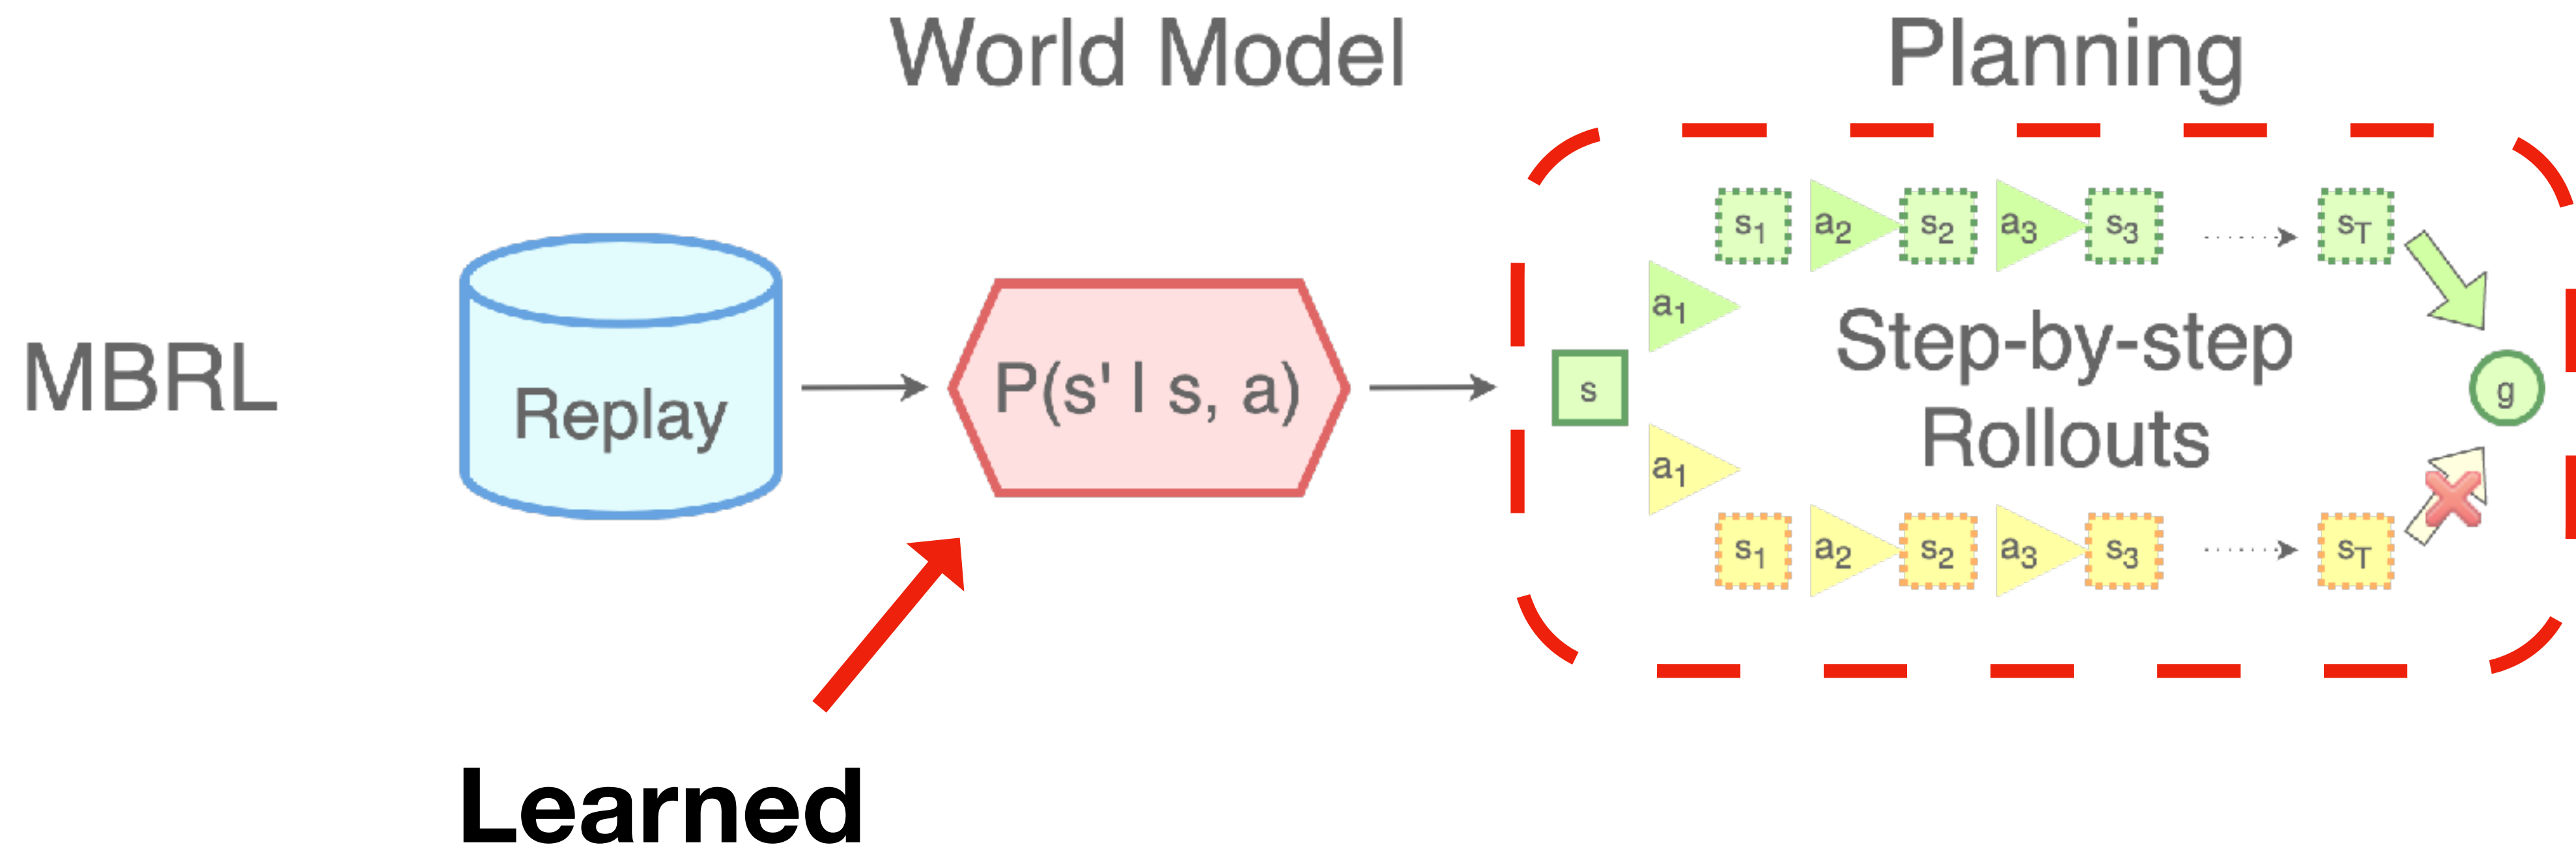 World Model
Planning
MBRL
Replay
P(s' | s, a)
s
a1
s1 a2 s2 a3 s3 sT
Step-by-step
Rollouts
g
a1
s1 a2 s2 a3 s3 sT
Learned